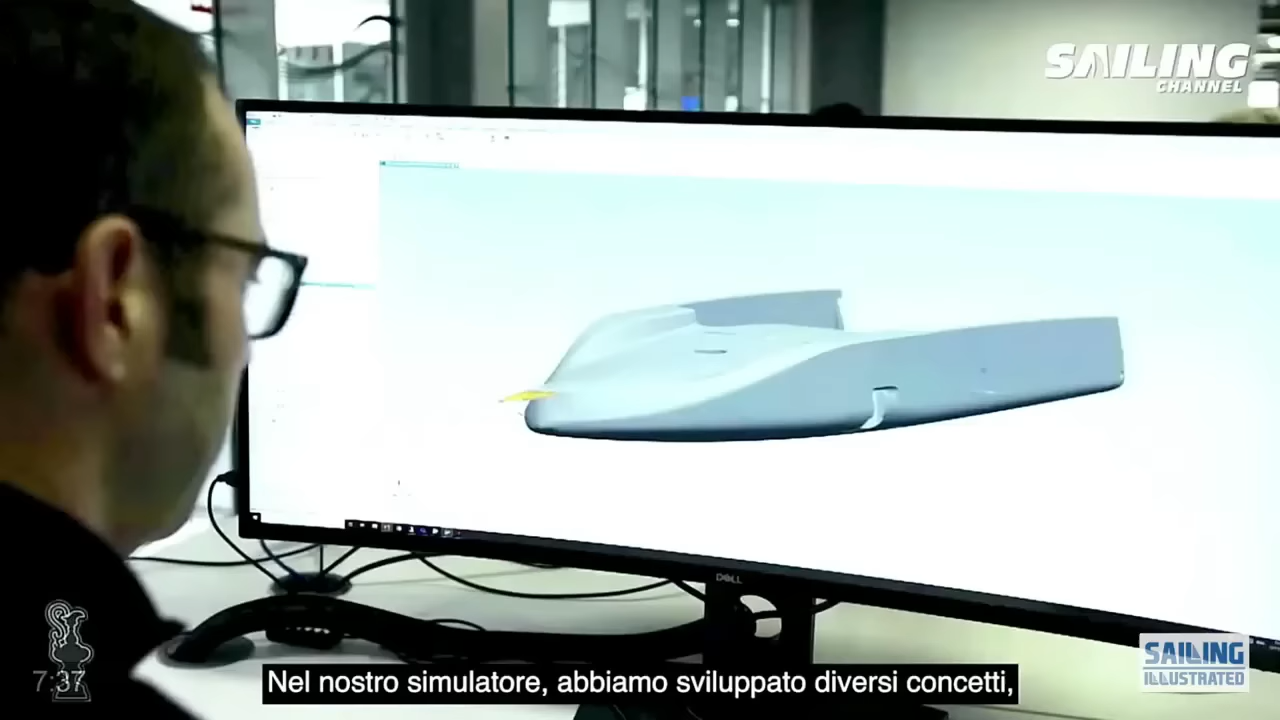 SAILING
CHANNEL
DELL
7:37
Nel nostro simulatore, abbiamo sviluppato diversi concetti,
SAILING
ILLUSTRATED